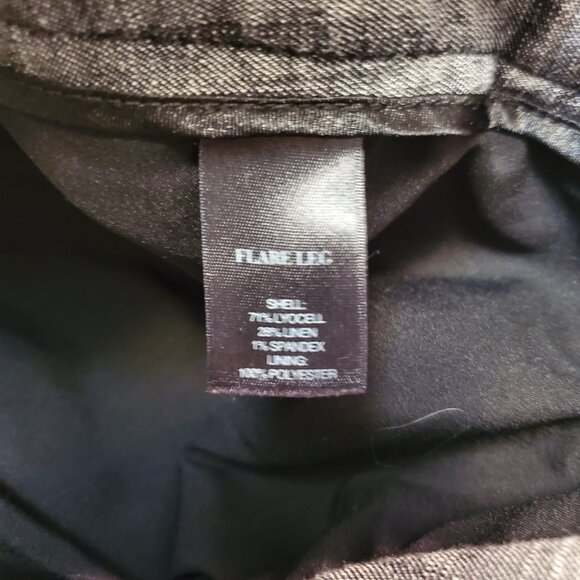 FLARE LEG
SHELL:
71% LYOCELL
28% LINEN
1% SPANDEX
LINING:
100% POLYESTER